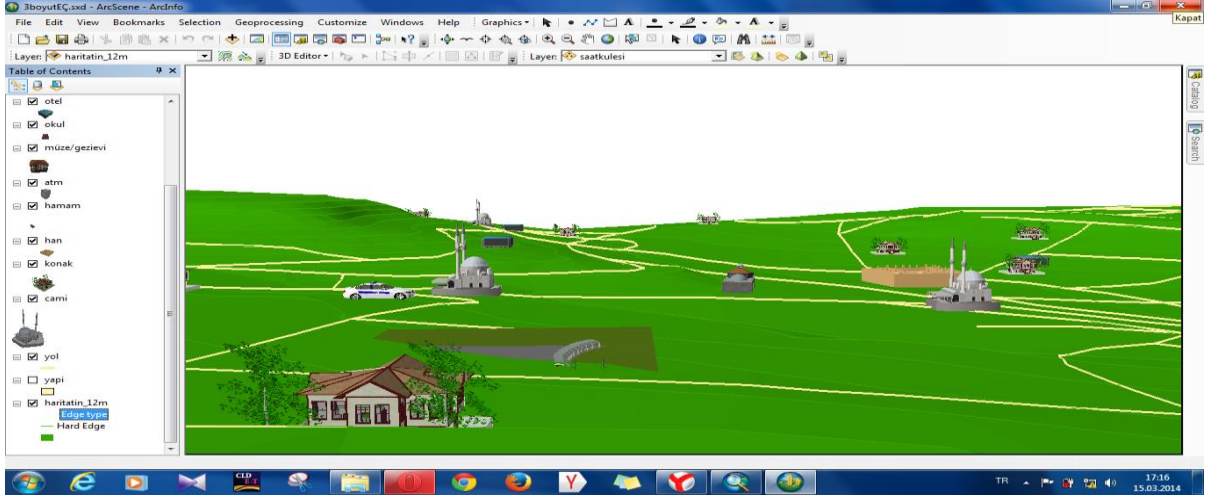 3boyutEÇ.sxd - ArcScene - ArcInfo
Kapat
File Edit View Bookmarks Selection Geoprocessing Customize Windows Help Graphics
Layer: haritatin_12m 3D Editor Layer: saatkulesi
Table of Contents
otel
okul
müze/gezievi
atm
hamam
han
konak
cami
yol
yapi
haritatin_12m
Edge type
Hard Edge
Catalog
Search
TR 17:16
15.03.2014